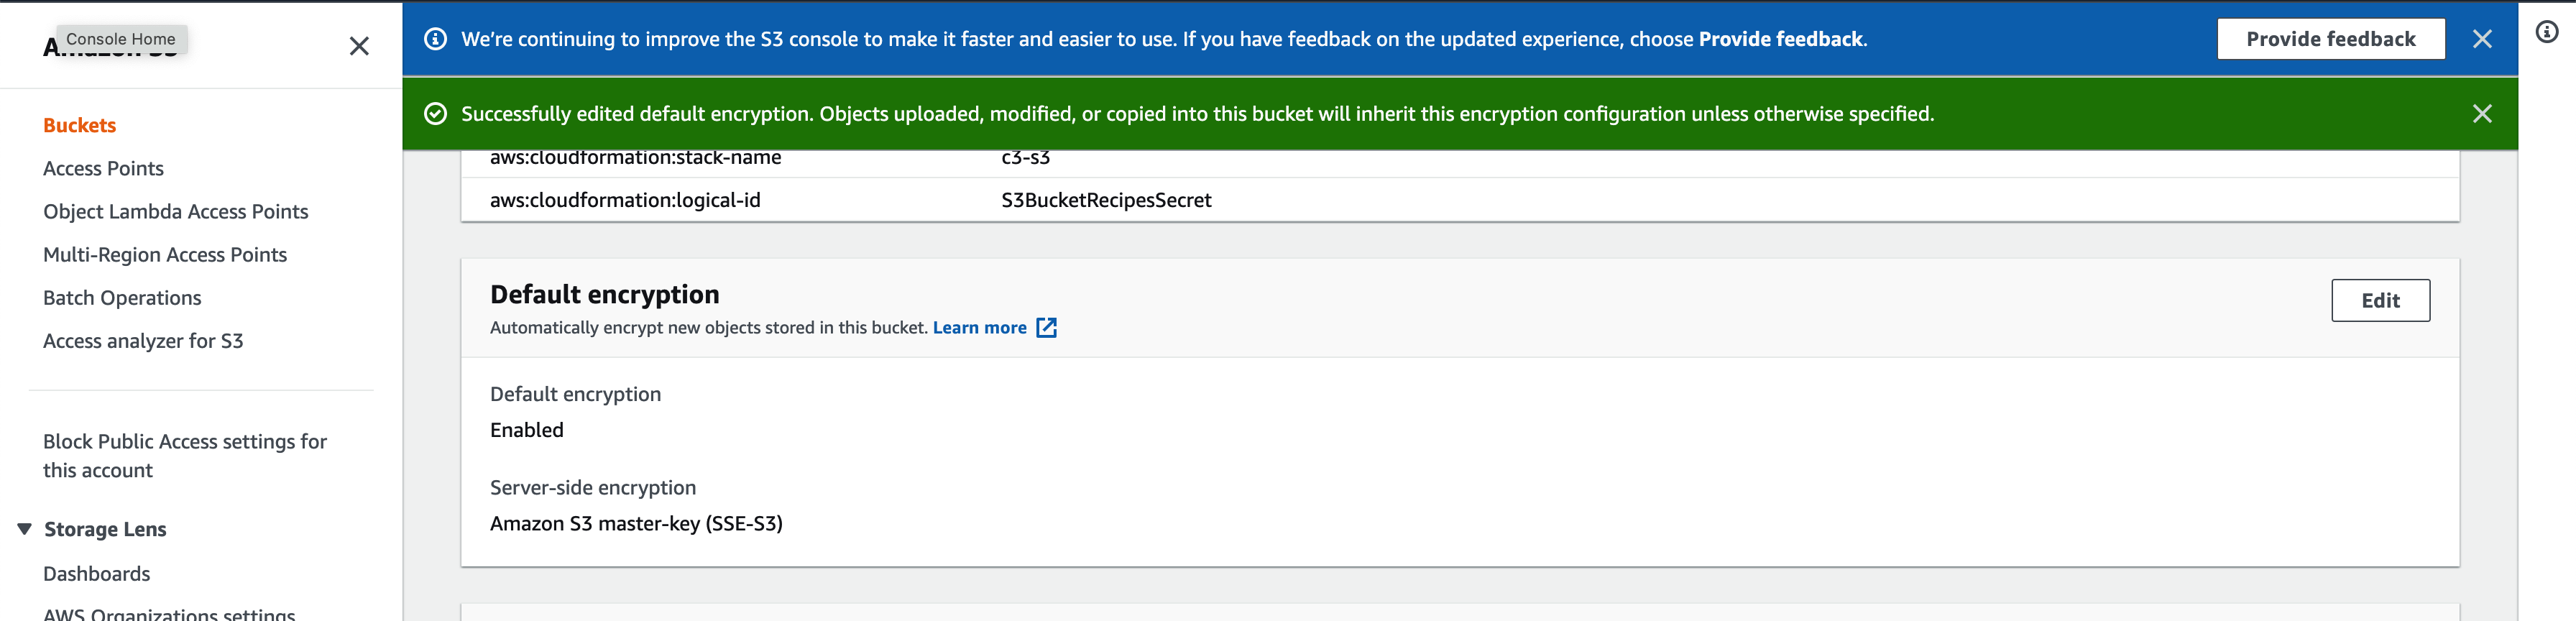 Console Home
Buckets
Access Points
Object Lambda Access Points
Multi-Region Access Points
Batch Operations
Access analyzer for S3
Block Public Access settings for
this account
Storage Lens
Dashboards
AWS Organizations settings
We're continuing to improve the S3 console to make it faster and easier to use. If you have feedback on the updated experience, choose Provide feedback.
Provide feedback
Successfully edited default encryption. Objects uploaded, modified, or copied into this bucket will inherit this encryption configuration unless otherwise specified.
aws:cloudformation:stack-name c3-s3
aws:cloudformation:logical-id S3BucketRecipesSecret
Default encryption
Edit
Automatically encrypt new objects stored in this bucket. Learn more
Default encryption
Enabled
Server-side encryption
Amazon S3 master-key (SSE-S3)